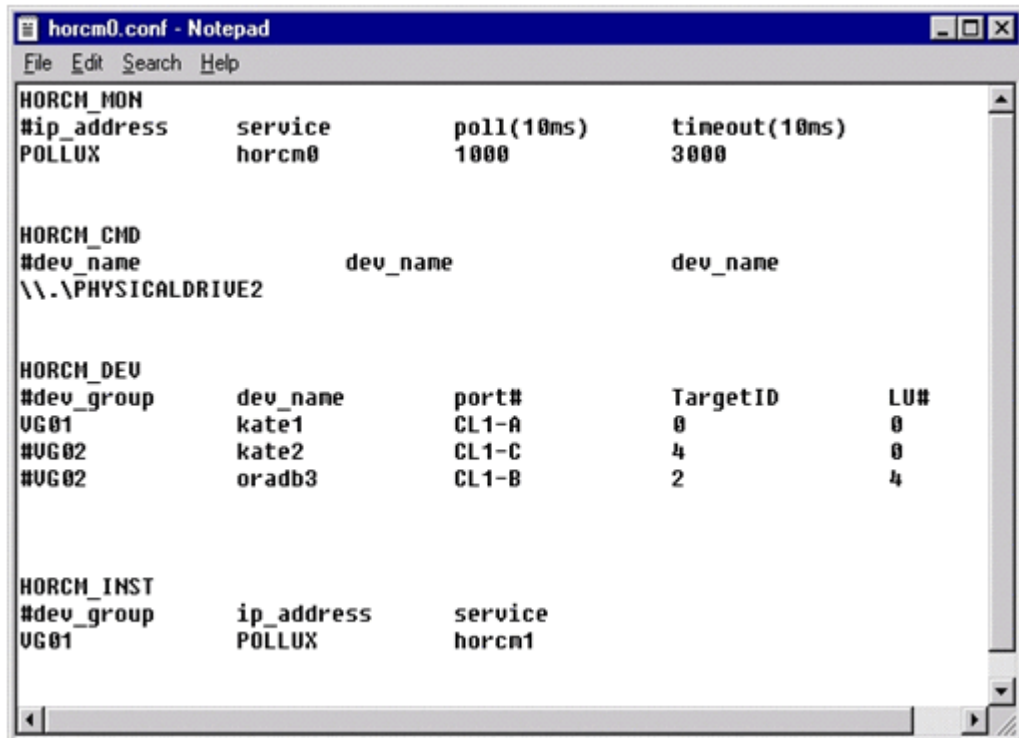 horcm0.conf - Notepad
File Edit Search Help
HORCM_MON
#ip_address service poll(10ms) timeout(10ms)
POLLUX horcm0 1000 3000
HORCM_CMD
#dev_name dev_name dev_name
\\.\PHYSICALDRIVE2
HORCM_DEV
#dev_group dev_name port# TargetID LU#
VG01 kate1 CL1-A 0 0
#VG02 kate2 CL1-C 4 0
#VG02 oradb3 CL1-B 2 4
HORCM_INST
#dev_group ip_address service
VG01 POLLUX horcm1